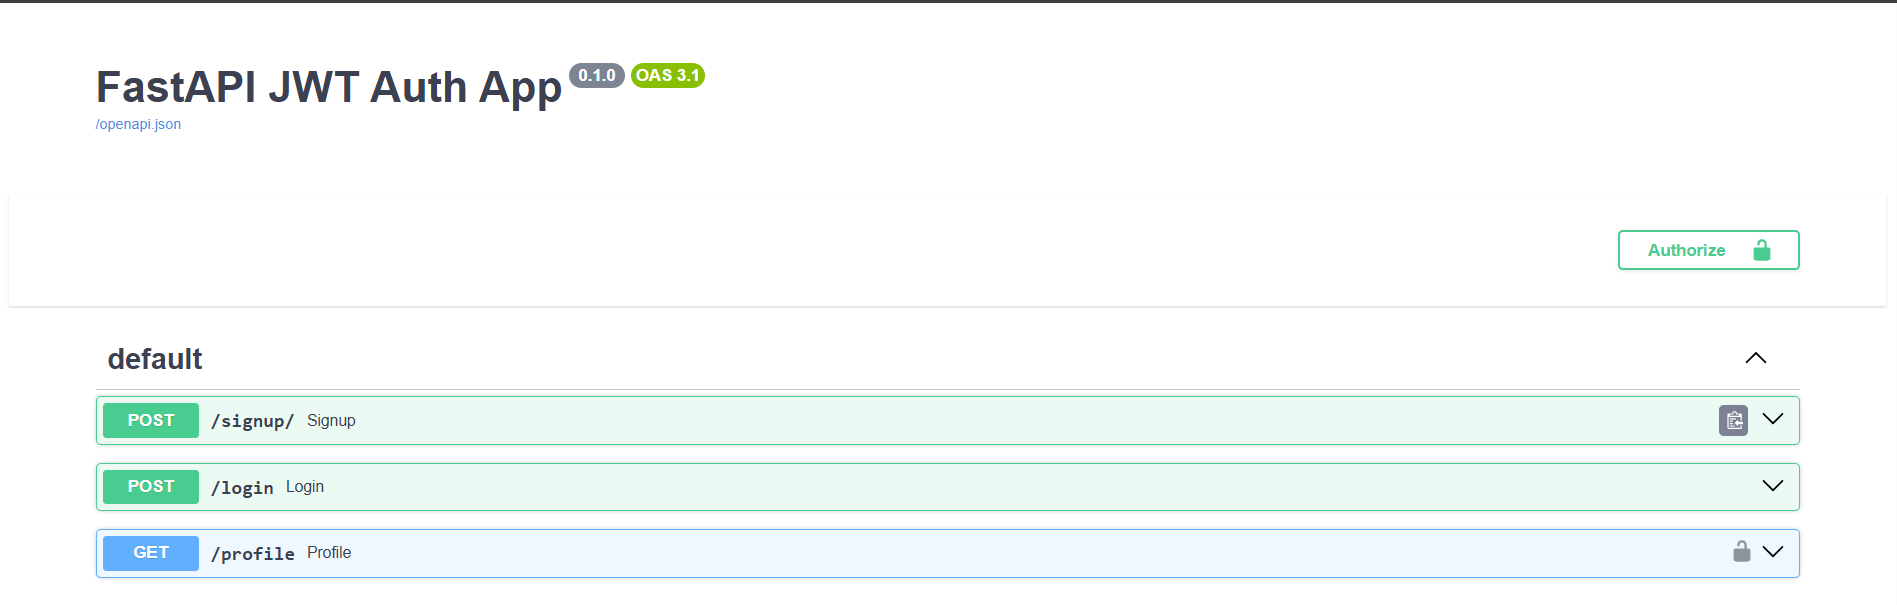 FastAPI JWT Auth App 0.1.0 OAS 3.1
/openapi.json
Authorize
default
POST /signup/ Signup
POST /login Login
GET /profile Profile